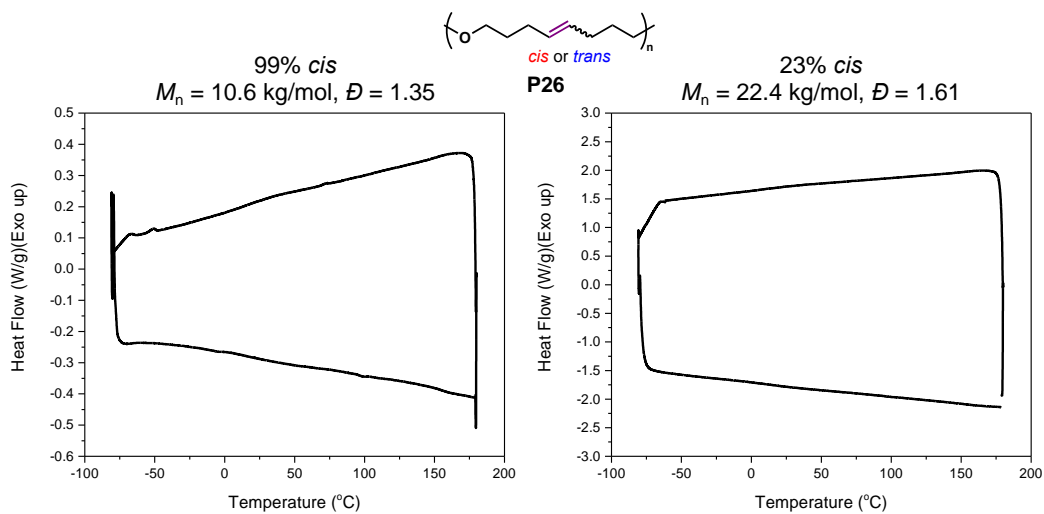 O
n
cis or trans
P26
99% cis
Mn = 10.6 kg/mol, Đ = 1.35
0.5
0.4
0.3
0.2
0.1
0.0
-0.1
-0.2
-0.3
-0.4
-0.5
-0.6
Heat Flow (W/g)(Exo up)
-100 -50 0 50 100 150 200
Temperature (°C)
23% cis
Mn = 22.4 kg/mol, Đ = 1.61
3.0
2.5
2.0
1.5
1.0
0.5
0.0
-0.5
-1.0
-1.5
-2.0
-2.5
-3.0
Heat Flow (W/g)(Exo up)
-100 -50 0 50 100 150 200
Temperature (°C)